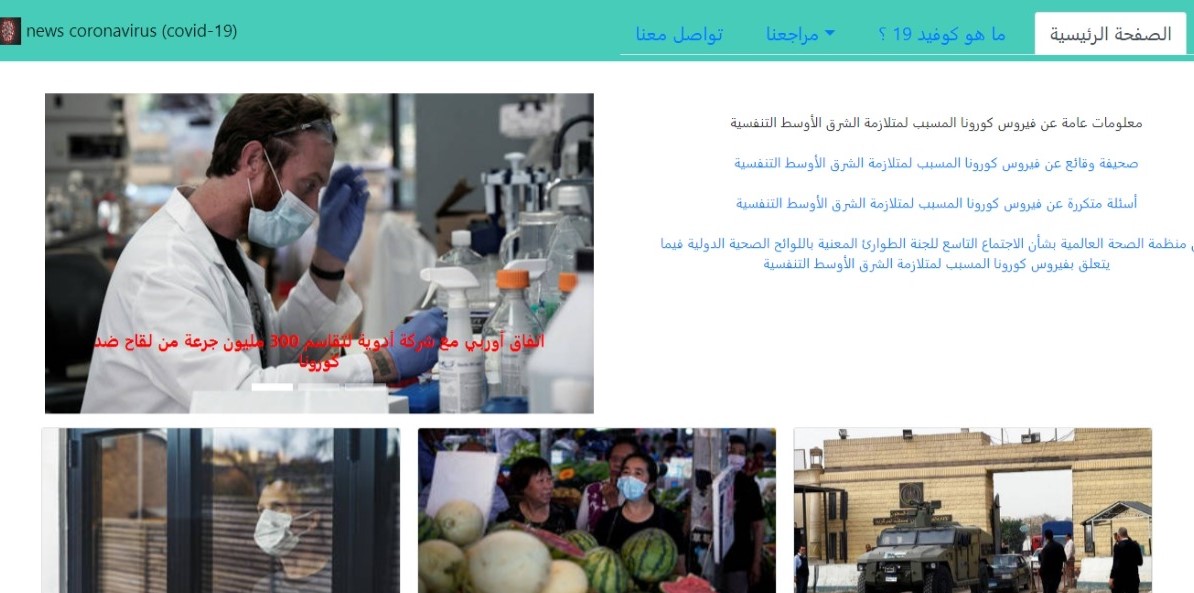 news coronavirus (covid-19)
الصفحة الرئيسية
ما هو كوفيد 19 ؟
مراجعنا
تواصل معنا
معلومات عامة عن فيروس كورونا المسبب لمتلازمة الشرق الأوسط التنفسية
صحيفة وقائع عن فيروس كورونا المسبب لمتلازمة الشرق الأوسط التنفسية
أسئلة متكررة عن فيروس كورونا المسبب لمتلازمة الشرق الأوسط التنفسية
منظمة الصحة العالمية بشأن الاجتماع التاسع للجنة الطوارئ المعنية باللوائح الصحية الدولية فيما
يتعلق بفيروس كورونا المسبب لمتلازمة الشرق الأوسط التنفسية
اتفاق أوربي مع شركة أدوية لتقاسم 300 مليون جرعة من لقاح ضد
كورونا